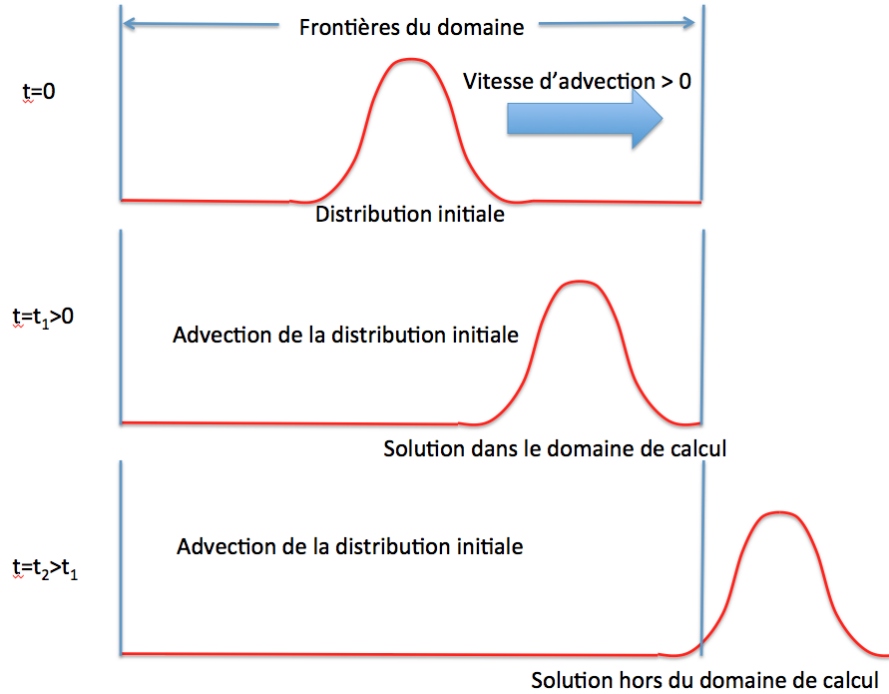 Frontières du domaine
t=0
Vitesse d’advection > 0
Distribution initiale
t=t₁>0
Advection de la distribution initiale
Solution dans le domaine de calcul
Advection de la distribution initiale
t=t₂>t₁
Solution hors du domaine de calcul